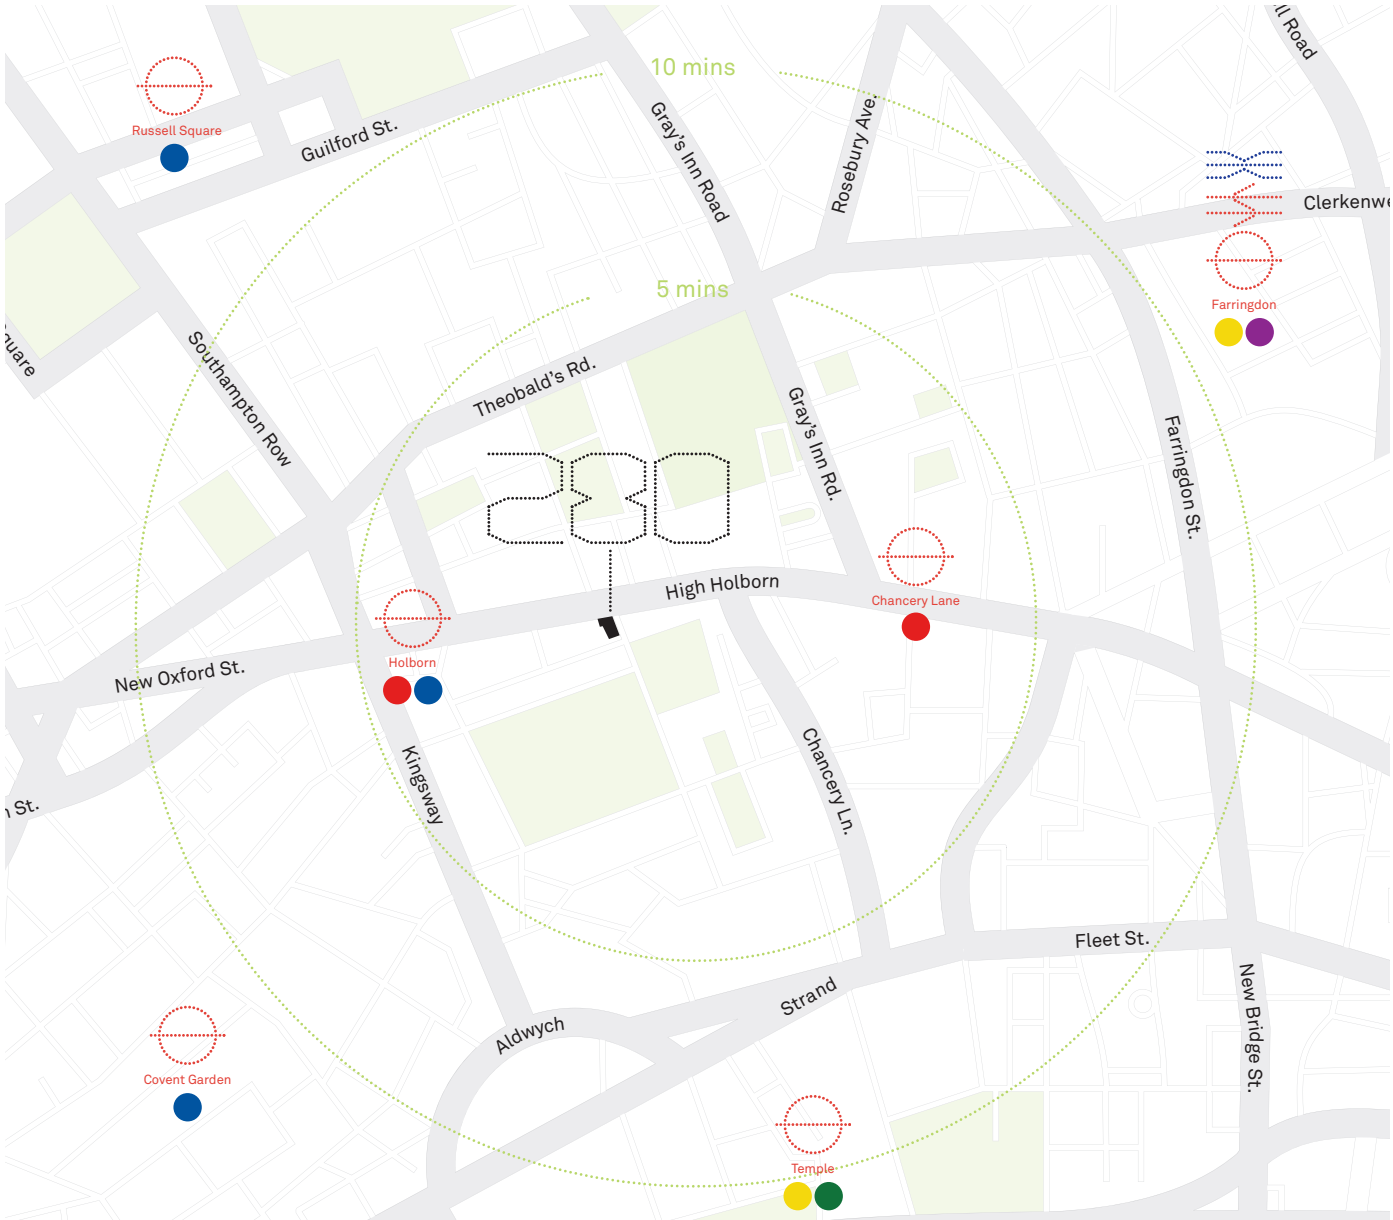 10 mins
ll Road
Russell Square
Guilford St.
Gray's Inn Road
Rosebury Ave.
Clerkenwe
Farringdon
5 mins
quare
Southampton Row
Theobald's Rd.
Gray's Inn Rd.
Farringdon St.
230
High Holborn
Chancery Lane
Holborn
New Oxford St.
Kingsway
Chancery Ln.
n St.
Fleet St.
Strand
Aldwych
New Bridge St.
Covent Garden
Temple